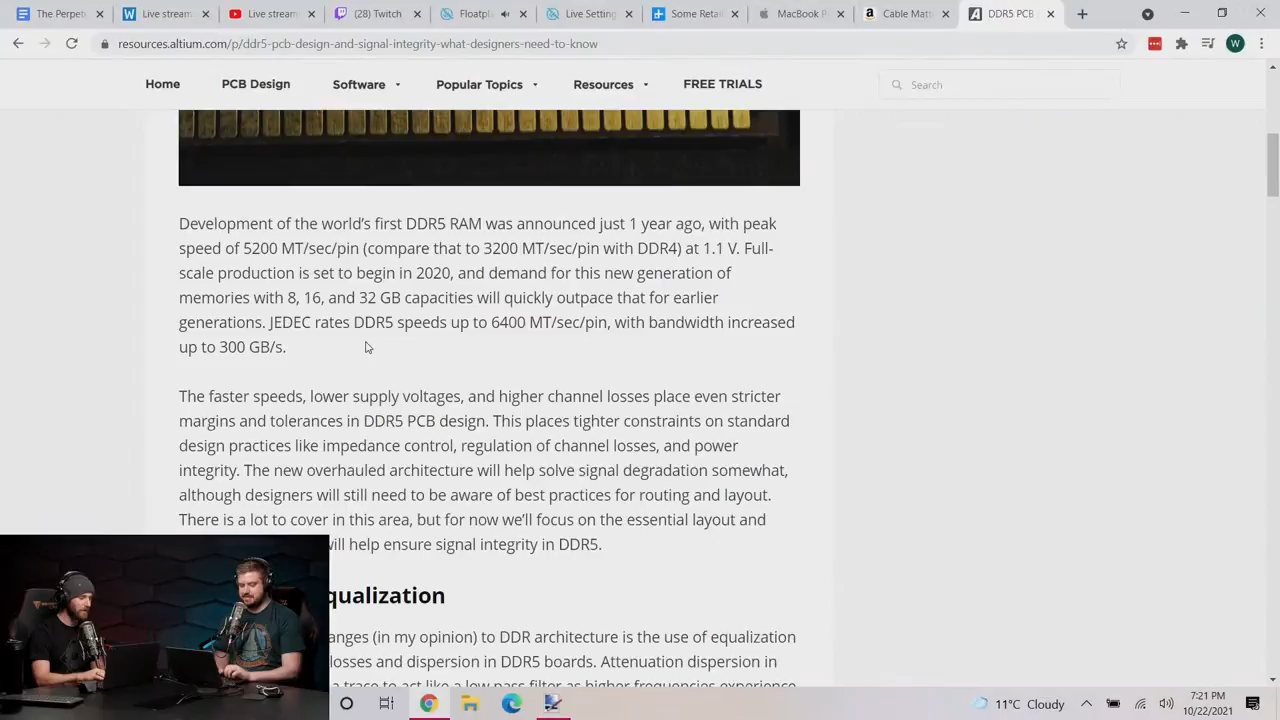 The Perpet
Live stream
Live stream
(28) Twitch
Floatpla
Live Setting
Some Retai
MacBook P
Cable Matt
DDR5 PCB
resources.altium.com/p/ddr5-pcb-design-and-signal-integrity-what-designers-need-to-know
W
Home
PCB Design
Software
Popular Topics
Resources
FREE TRIALS
Search
Development of the world's first DDR5 RAM was announced just 1 year ago, with peak
speed of 5200 MT/sec/pin (compare that to 3200 MT/sec/pin with DDR4) at 1.1 V. Full-
scale production is set to begin in 2020, and demand for this new generation of
memories with 8, 16, and 32 GB capacities will quickly outpace that for earlier
generations. JEDEC rates DDR5 speeds up to 6400 MT/sec/pin, with bandwidth increased
up to 300 GB/s.
The faster speeds, lower supply voltages, and higher channel losses place even stricter
margins and tolerances in DDR5 PCB design. This places tighter constraints on standard
design practices like impedance control, regulation of channel losses, and power
integrity. The new overhauled architecture will help solve signal degradation somewhat,
although designers will still need to be aware of best practices for routing and layout.
There is a lot to cover in this area, but for now we'll focus on the essential layout and
will help ensure signal integrity in DDR5.
qualization
anges (in my opinion) to DDR architecture is the use of equalization
losses and dispersion in DDR5 boards. Attenuation dispersion in
trace to act like a low pass filter as higher frequencies experience
11°C Cloudy
7:21 PM
10/22/2021